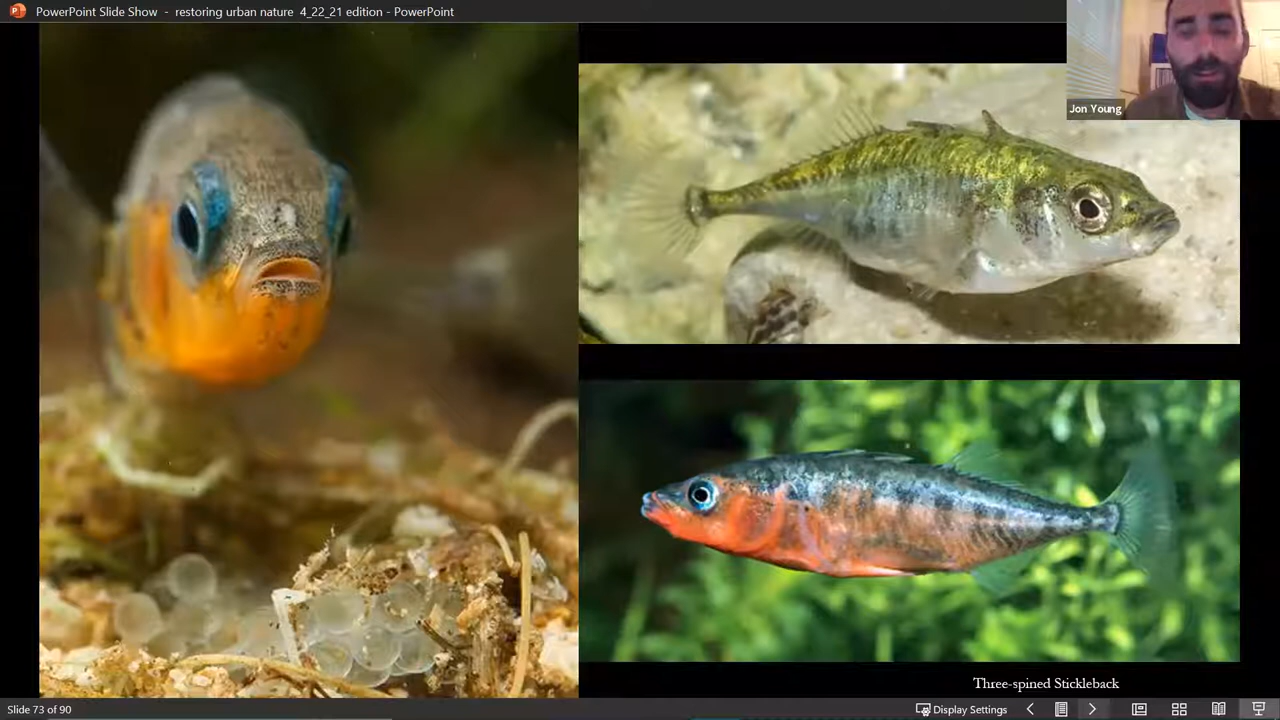 PowerPoint Slide Show - restoring urban nature 4_22_21 edition - PowerPoint
Jon Young
Three-spined Stickleback
Slide 73 of 90
Display Settings